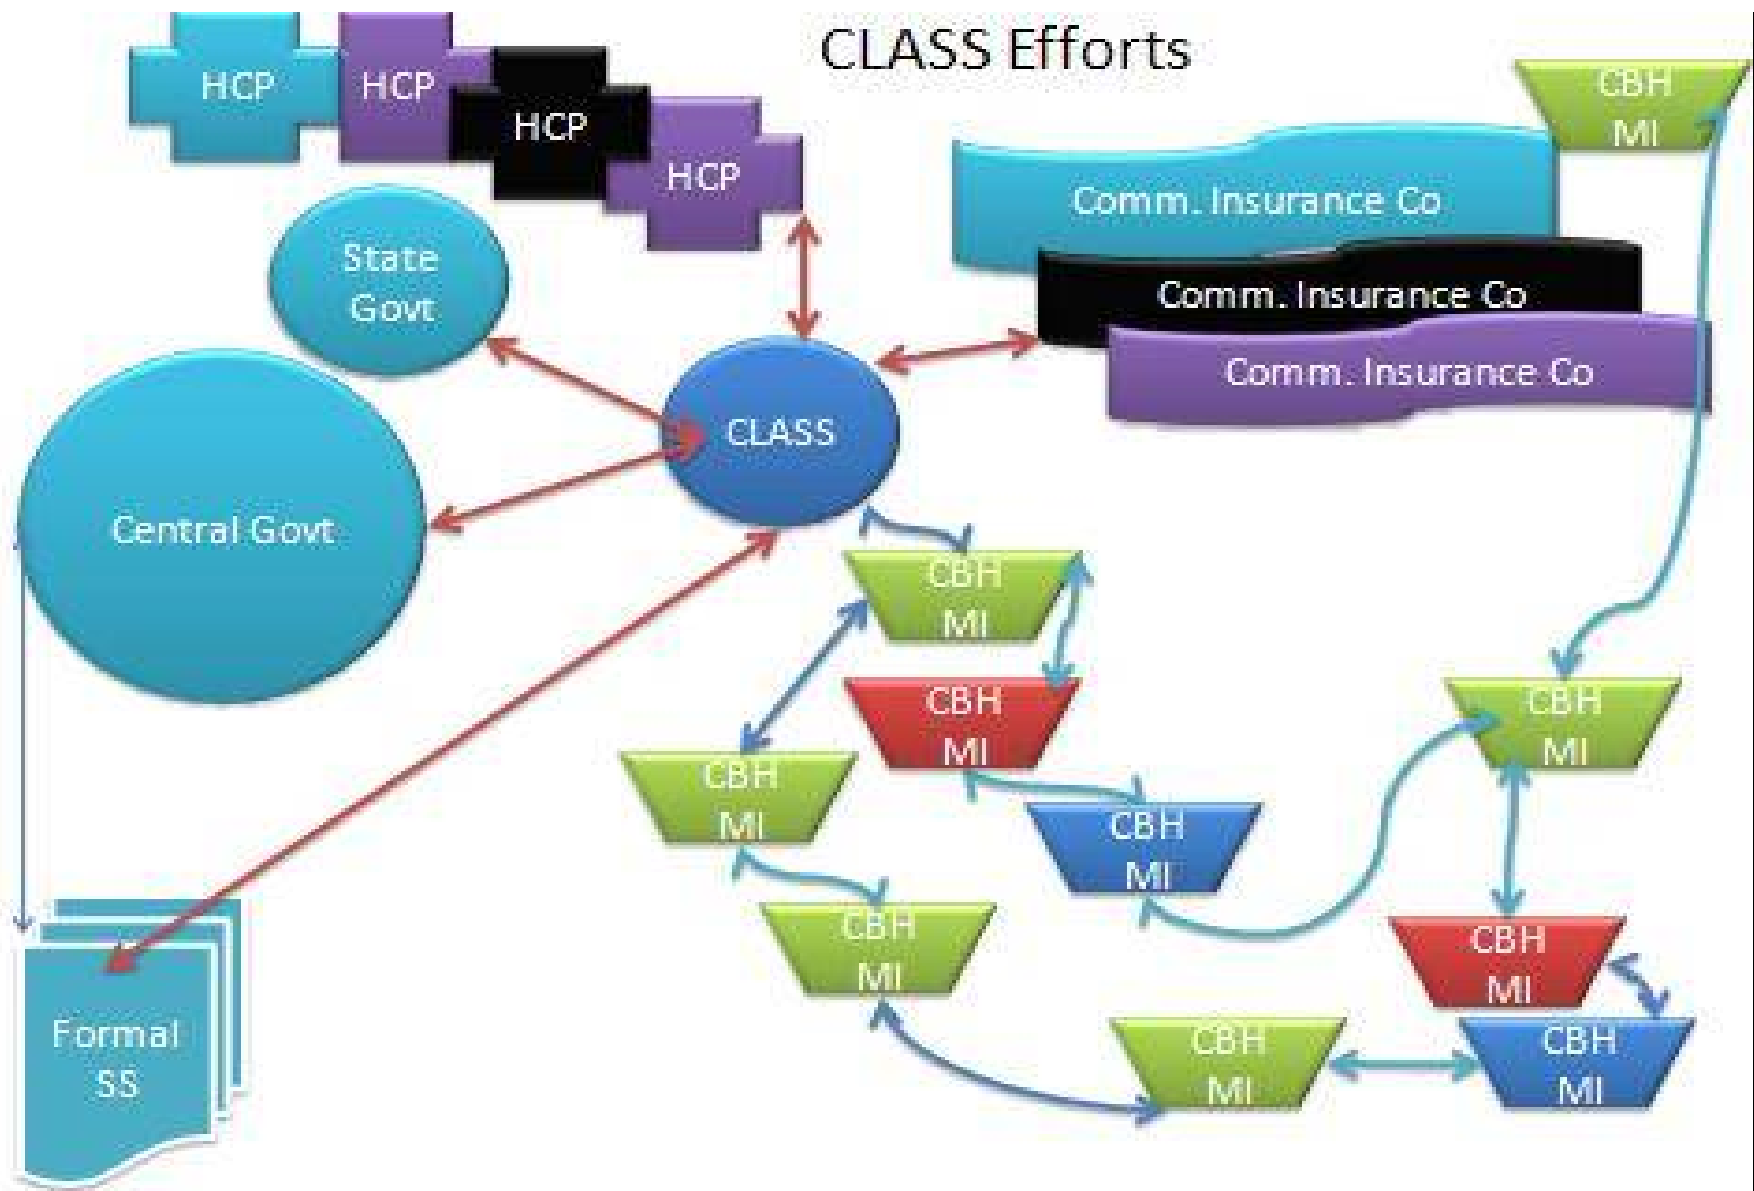 CLASS Efforts
HCP
HCP
HCP
HCP
CBH
MI
Comm. Insurance Co
Comm. Insurance Co
Comm. Insurance Co
State
Govt
CLASS
Central Govt
CBH
MI
CBH
MI
CBH
MI
CBH
MI
CBH
MI
CBH
MI
CBH
MI
CBH
MI
CBH
MI
Formal
SS